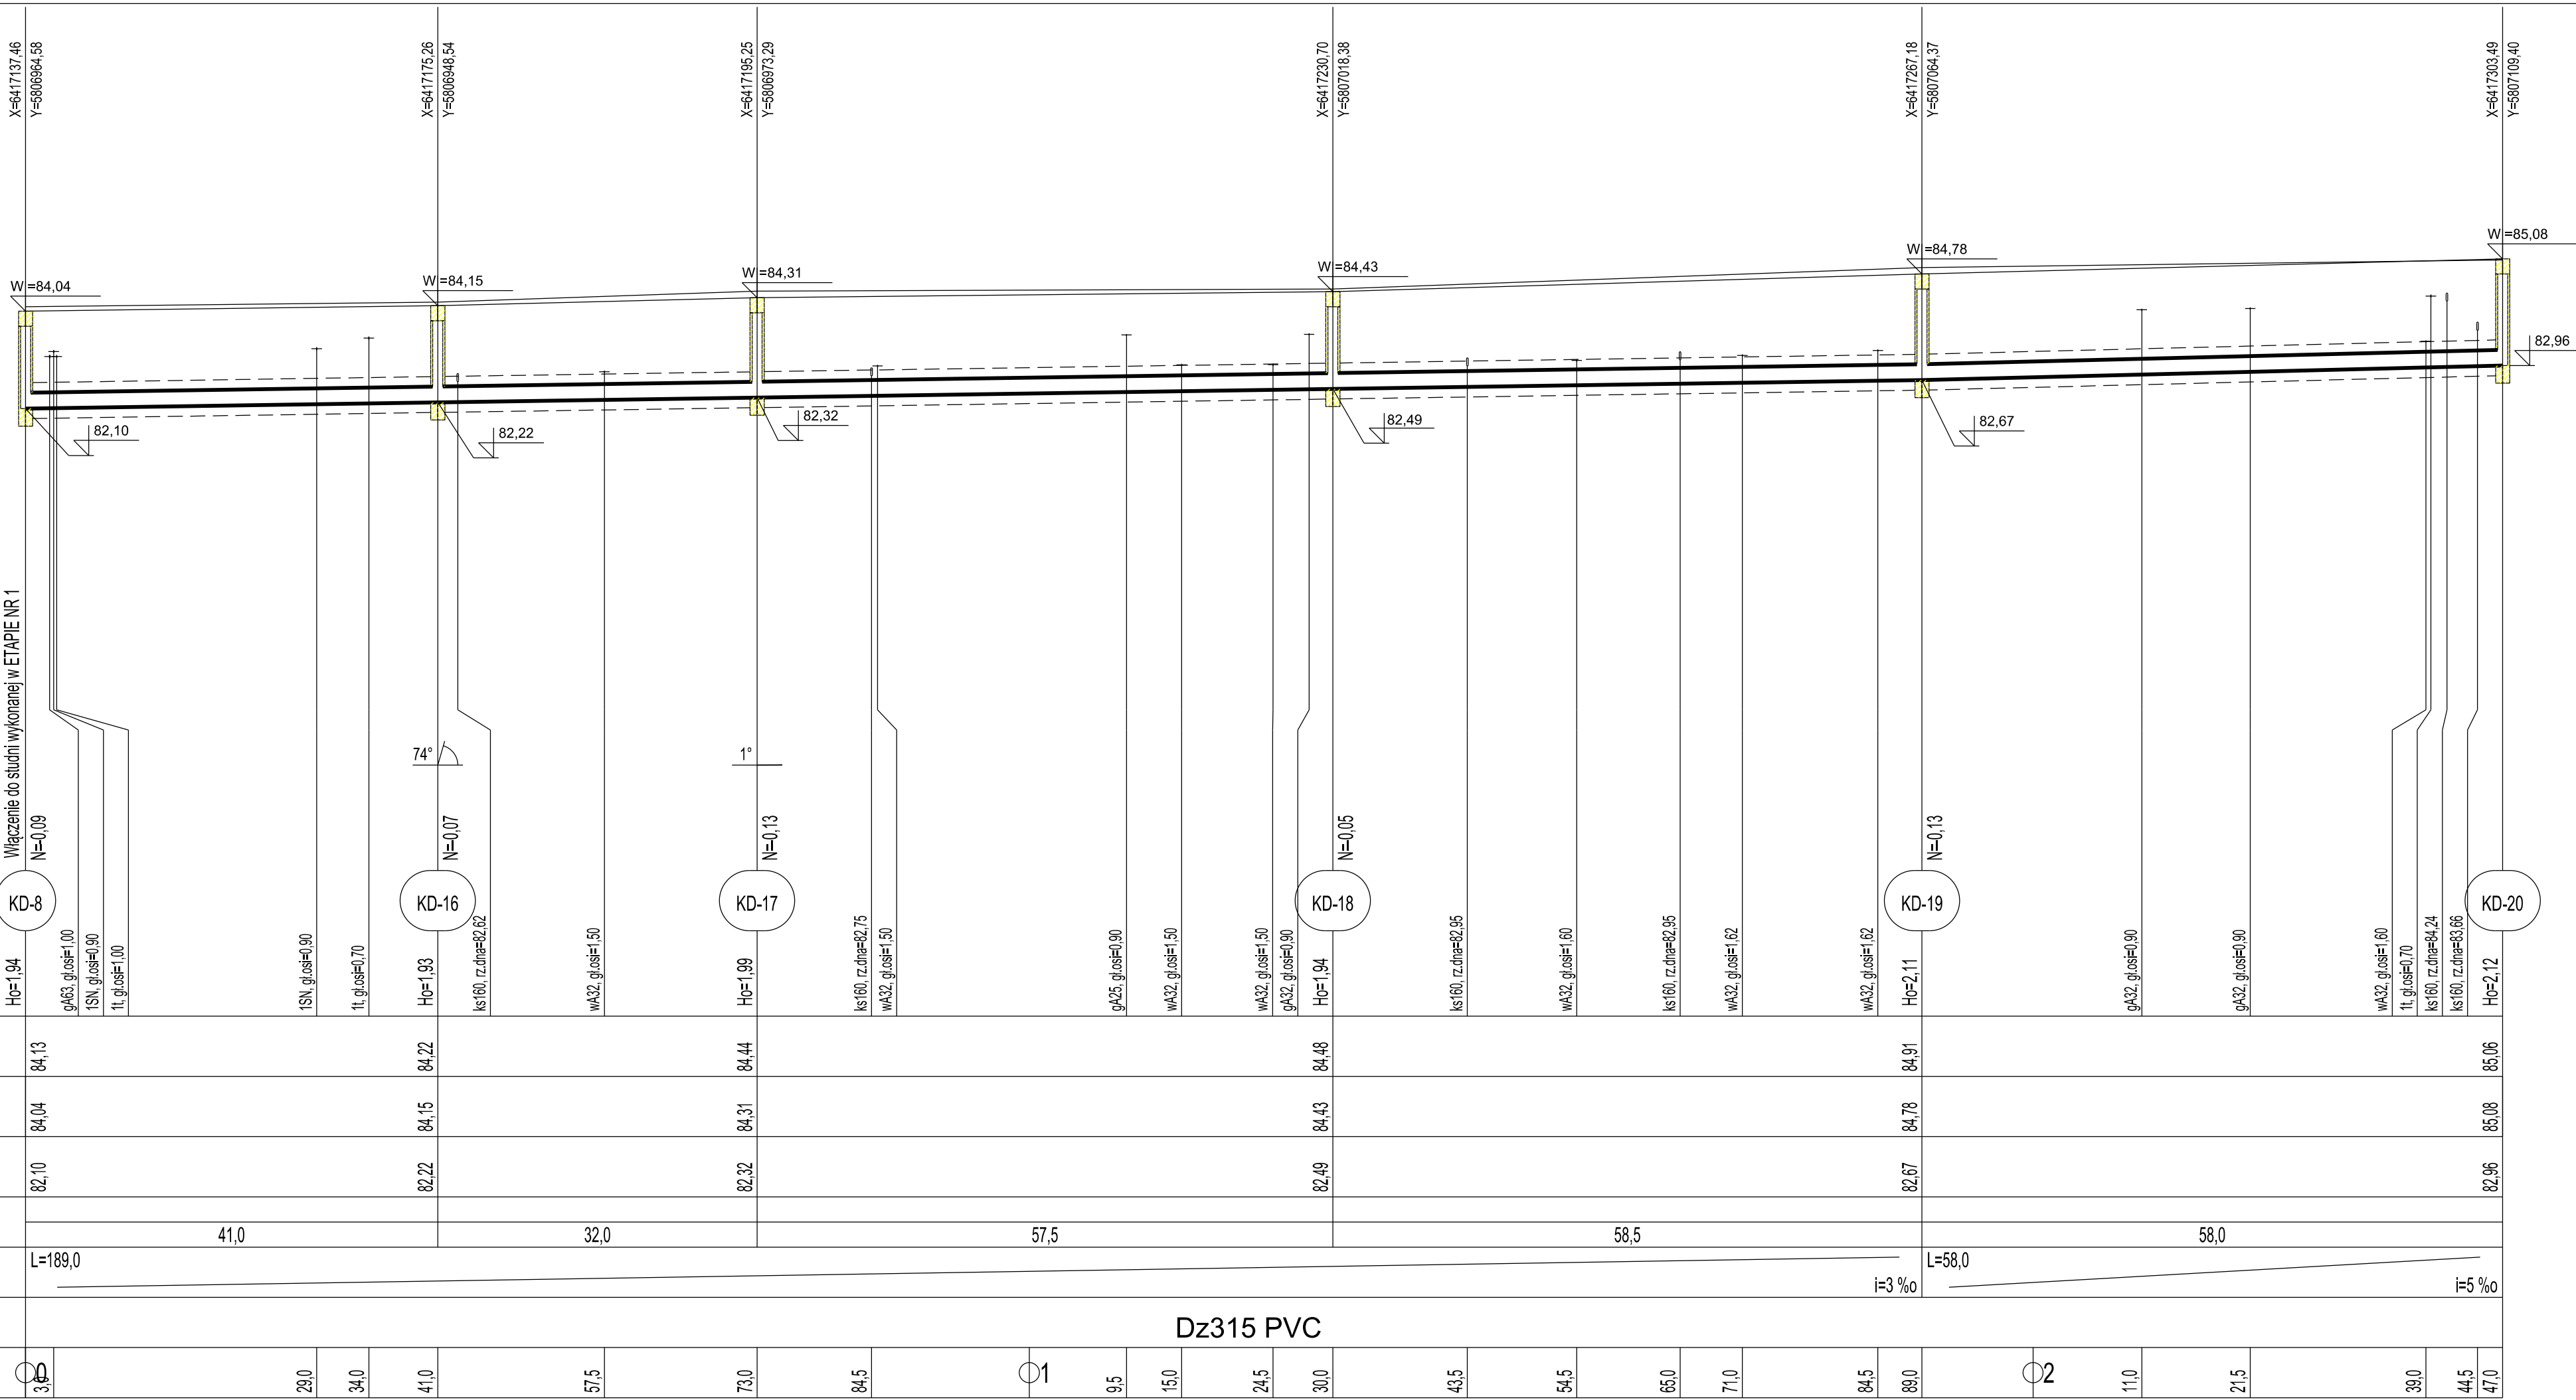 X=6417137,46
Y=5806964,58
X=6417175,26
Y=5806948,54
X=6417195,25
Y=5806973,29
X=6417230,70
Y=5807018,38
X=6417267,18
Y=5807064,37
X=6417303,49
Y=5807109,40
W =84,04
W =84,15
W =84,31
W =84,43
W =84,78
W =85,08
82,10
82,22
82,32
82,49
82,67
82,96
Włączenie do studni wykonanej w ETAPIE NR 1
74°
1°
N=-0,09
N=-0,07
N=-0,13
N=-0,05
N=-0,13
KD-8
KD-16
KD-17
KD-18
KD-19
KD-20
Ho=1,94
gA63, gł.osi=1,00
1SN, gł.osi=0,90
1t, gł.osi=1,00
1SN, gł.osi=0,90
1t, gł.osi=0,70
Ho=1,93
ks160, rz.dna=82,62
wA32, gł.osi=1,50
Ho=1,99
ks160, rz.dna=82,75
wA32, gł.osi=1,50
gA25, gł.osi=0,90
wA32, gł.osi=1,50
wA32, gł.osi=1,50
gA32, gł.osi=0,90
Ho=1,94
ks160, rz.dna=82,95
wA32, gł.osi=1,60
ks160, rz.dna=82,95
wA32, gł.osi=1,62
wA32, gł.osi=1,62
Ho=2,11
gA32, gł.osi=0,90
gA32, gł.osi=0,90
wA32, gł.osi=1,60
1t, gł.osi=0,70
ks160, rz.dna=84,24
ks160, rz.dna=83,66
Ho=2,12
84,13 84,22 84,44 84,48 84,91 85,06
84,04 84,15 84,31 84,43 84,78 85,08
82,10 82,22 82,32 82,49 82,67 82,96
41,0 32,0 57,5 58,5 58,0
L=189,0 L=58,0
i=3 %o i=5 %o
Dz315 PVC
0 29,0 34,0 41,0 57,5 73,0 84,5 1 9,5 15,0 24,5 30,0 43,5 54,5 65,0 71,0 84,5 89,0 2 11,0 21,5 39,0 44,5 47,0